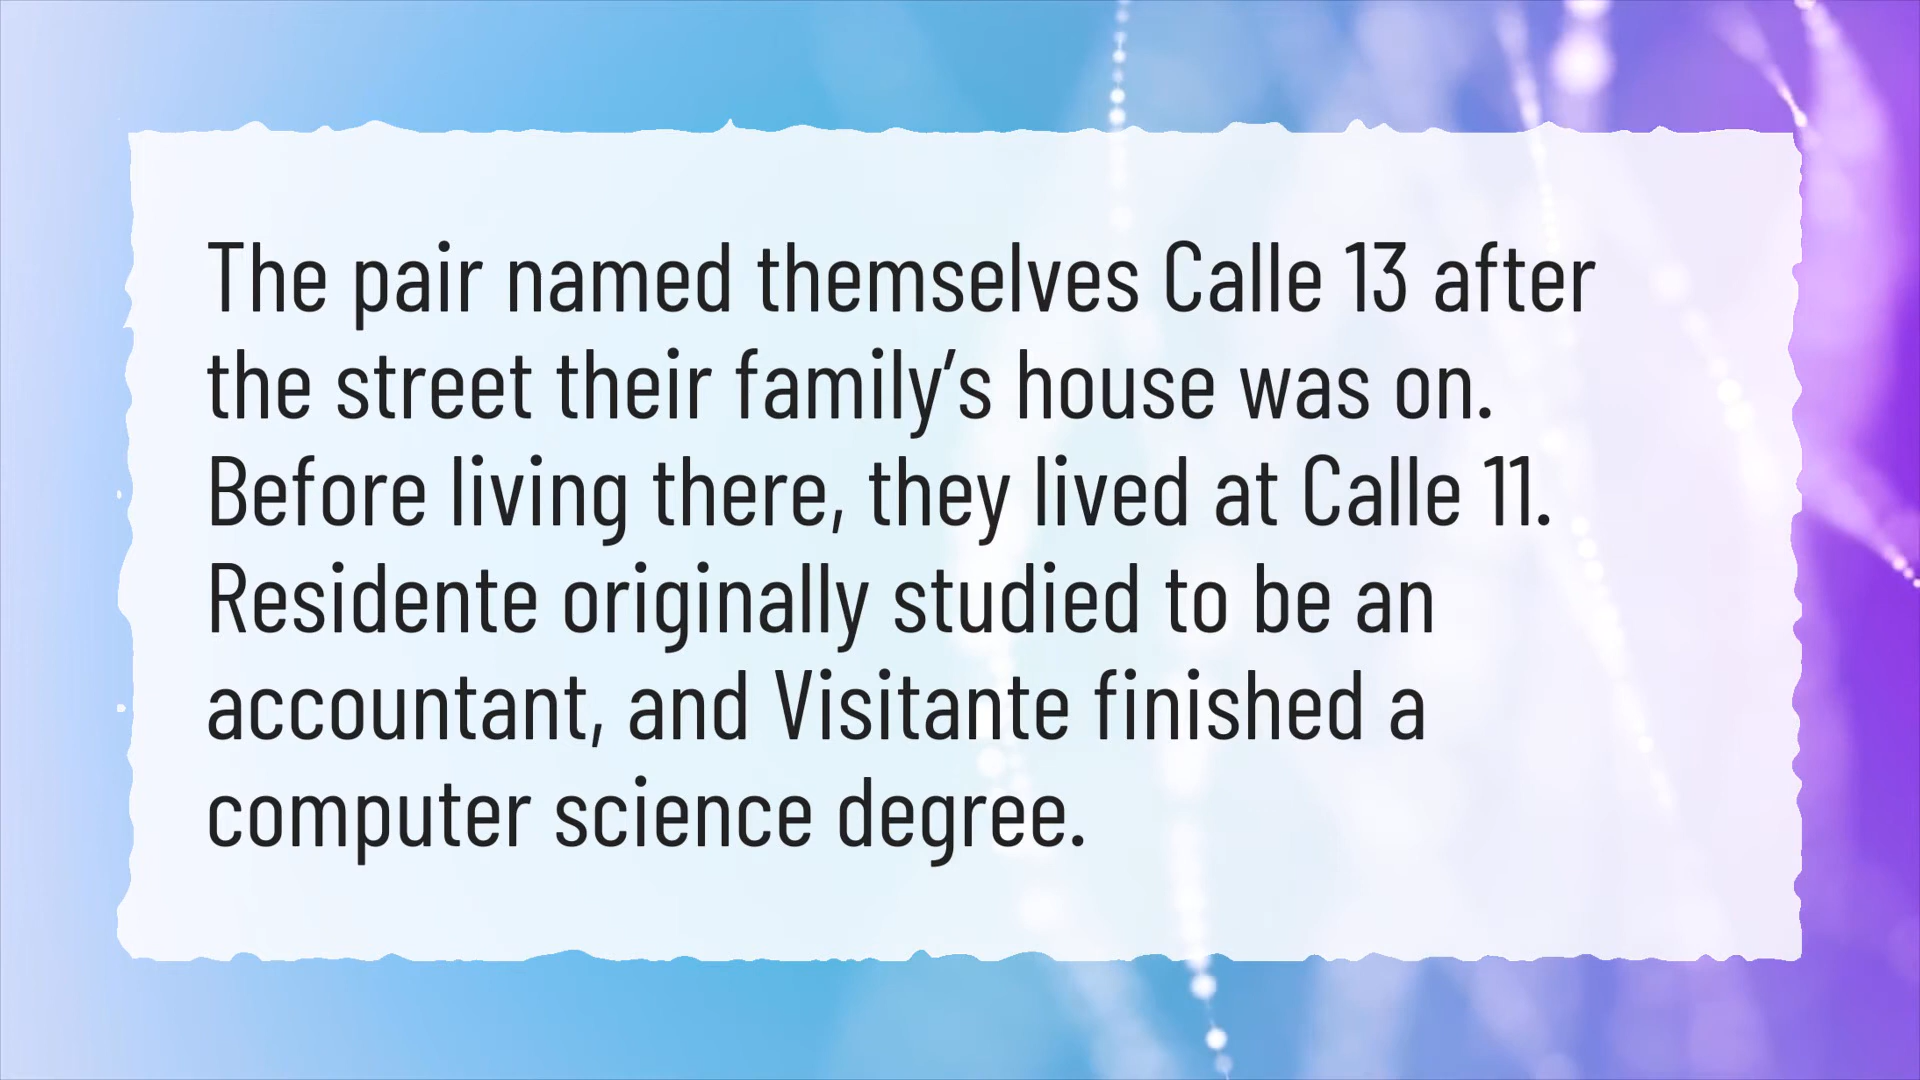 The pair named themselves Calle 13 after
the street their family’s house was on.
Before living there, they lived at Calle 11.
Residente originally studied to be an
accountant, and Visitante finished a
computer science degree.